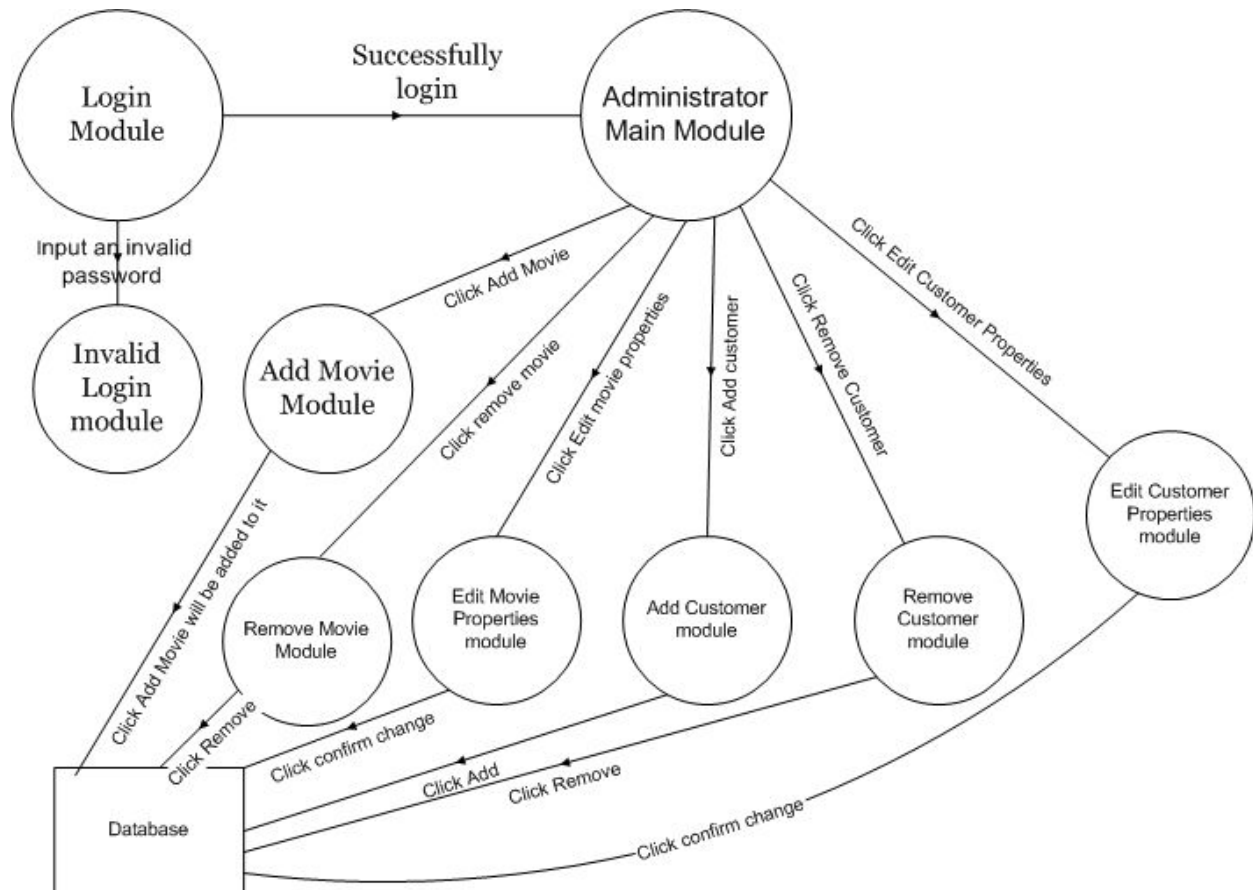 Successfully
login
Login
Module
Administrator
Main Module
Input an invalid
password
Click Add Movie
Click remove movie
Click Edit movie properties
Click Add customer
Click Remove Customer
Click Edit Customer Properties
Invalid
Login
module
Add Movie
Module
Edit Customer
Properties
module
Click Add Movie will be added to it
Remove Movie
Module
Edit Movie
Properties
module
Add Customer
module
Remove
Customer
module
Click Remove
Click confirm change
Click Add
Click Remove
Click confirm change
Database